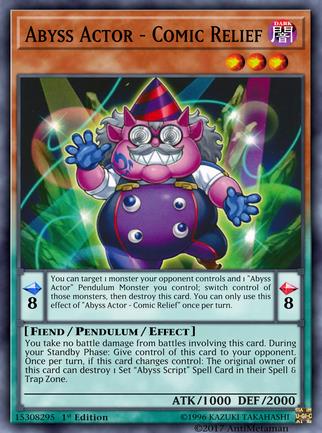 Abyss Actor - Comic Relief
DARK
闇
You can target 1 monster your opponent controls and 1 "Abyss
Actor" Pendulum Monster you control; switch control of
those monsters, then destroy this card. You can only use this
effect of "Abyss Actor - Comic Relief" once per turn.
8
8
[Fiend / Pendulum / Effect]
You take no battle damage from battles involving this card. During
your Standby Phase: Give control of this card to your opponent.
Once per turn, if this card changes control: The original owner of
this card can destroy 1 Set "Abyss Script" Spell Card in their Spell &
Trap Zone.
ATK/1000 DEF/2000
15308295 1st Edition ©1996 KAZUKI TAKAHASHI
©2017 AntiMetaman